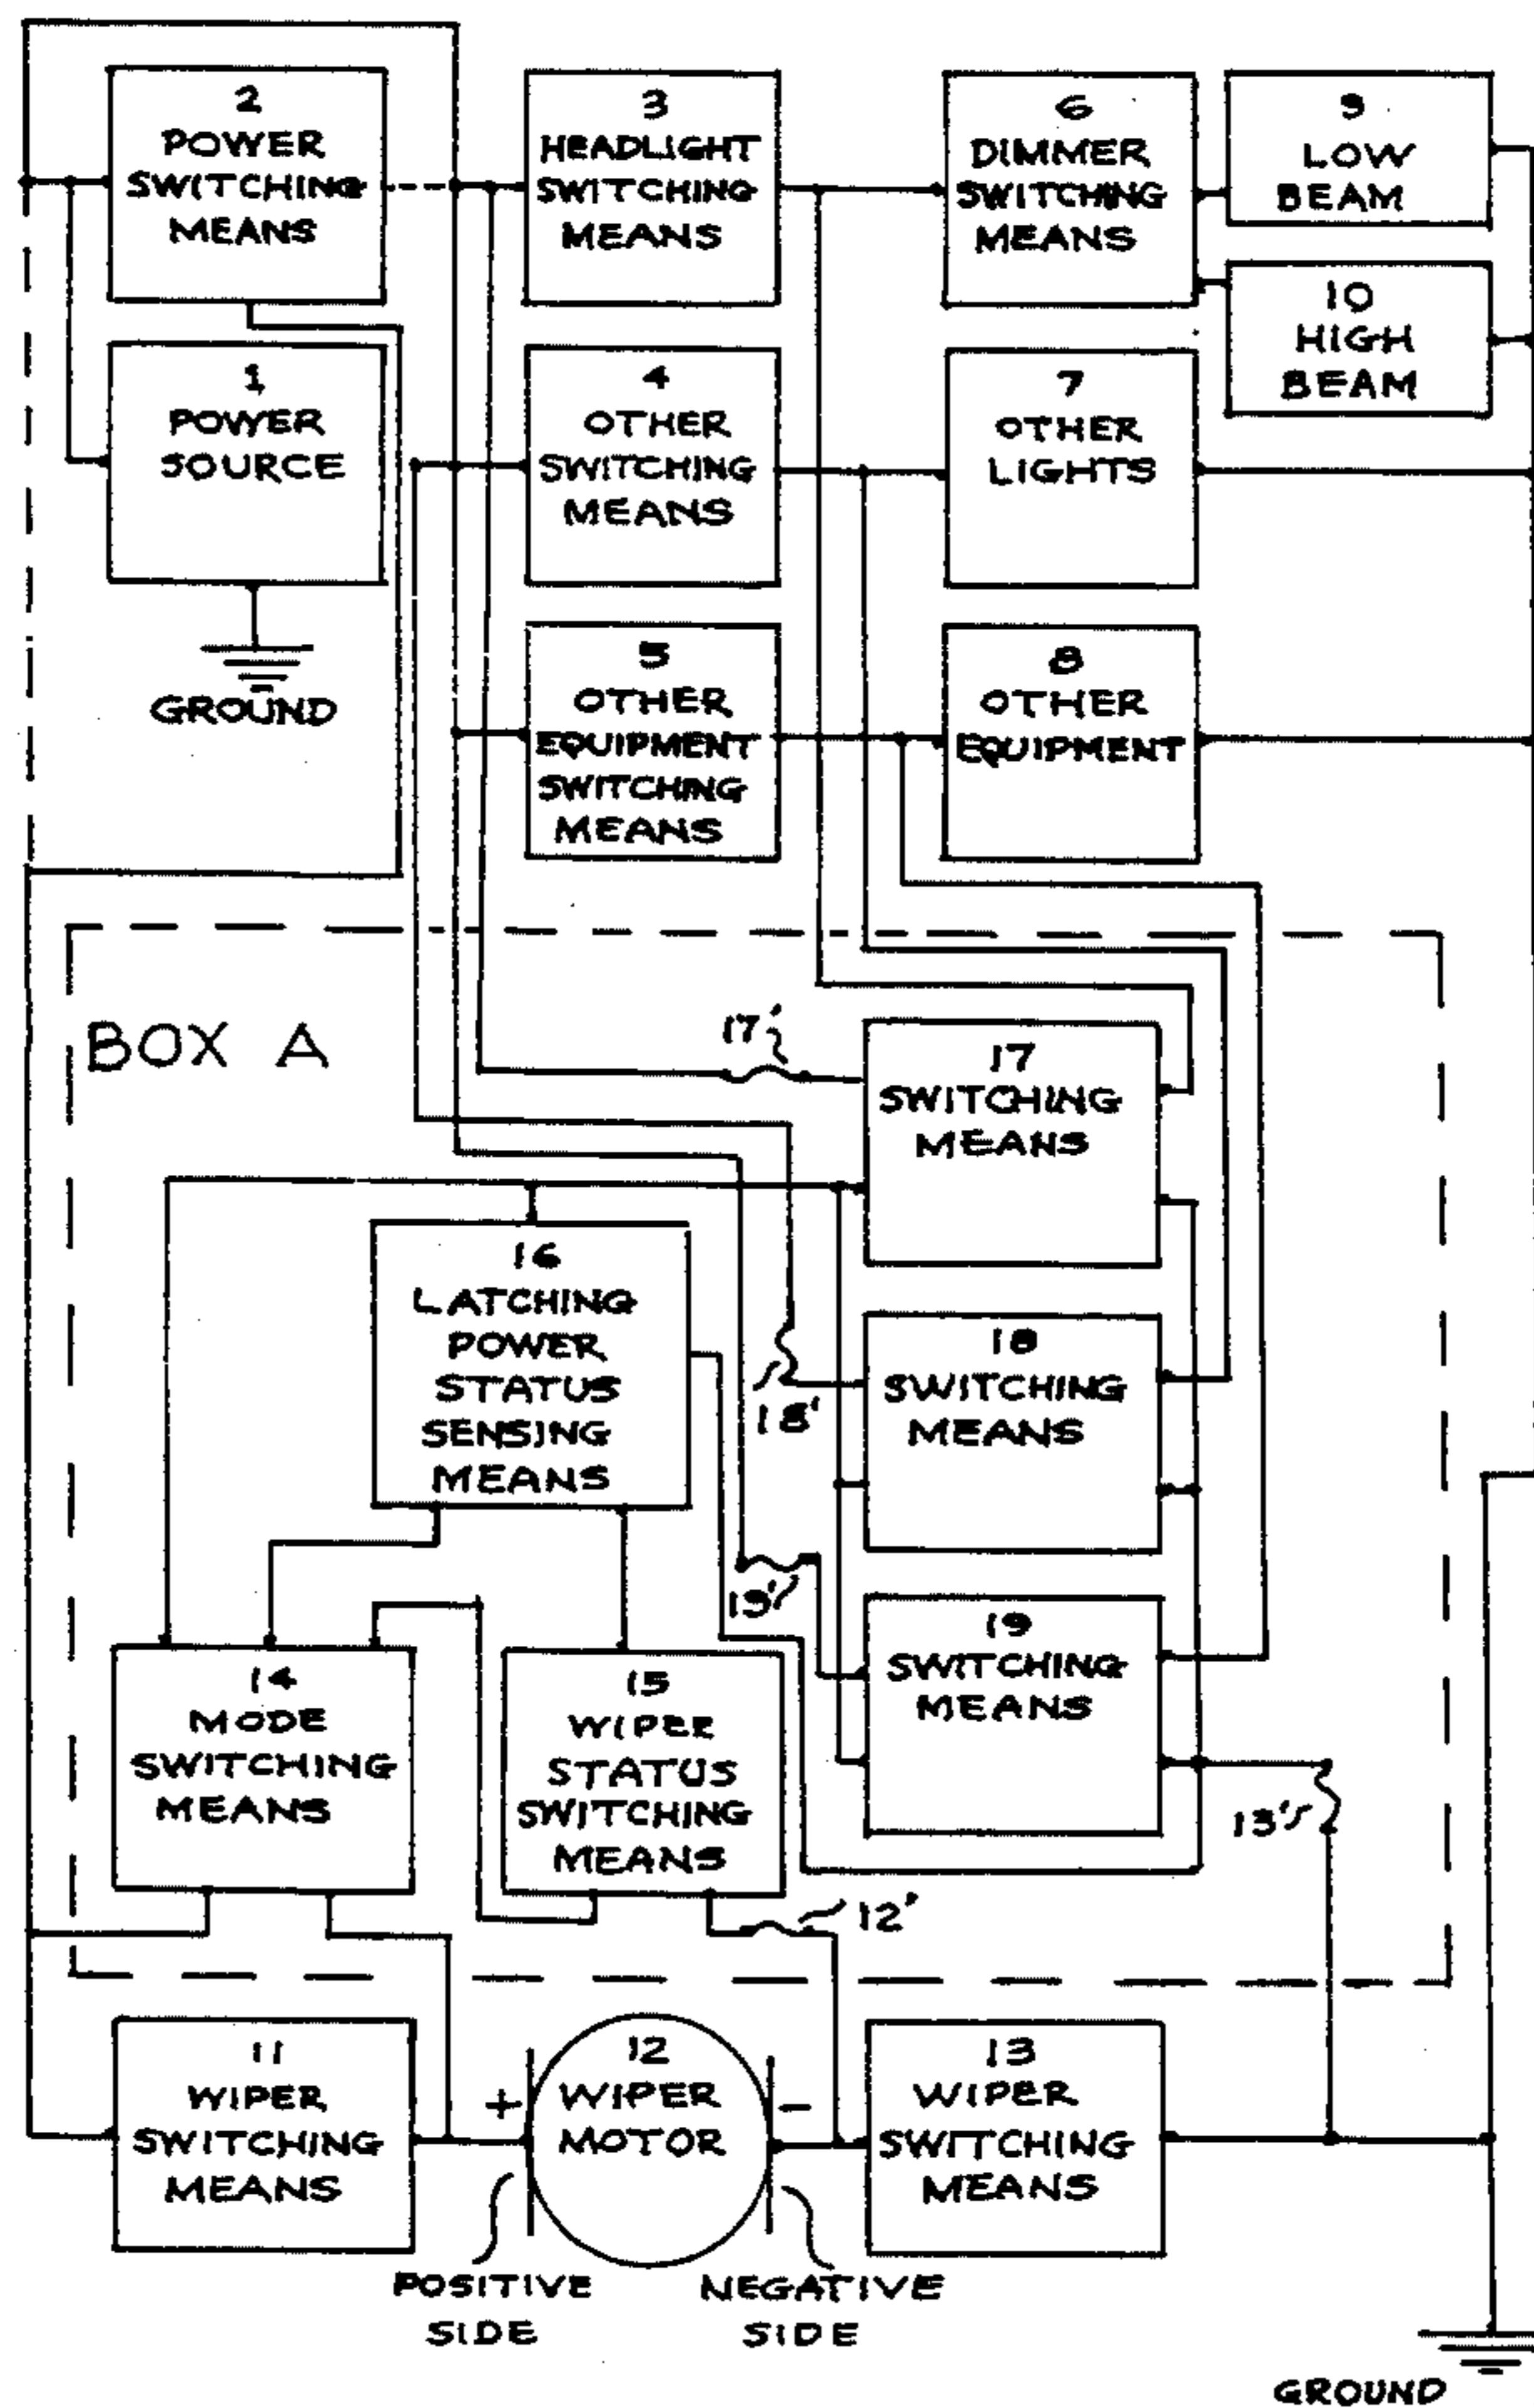 2
POWER
SWITCHING
MEANS
3
HEADLIGHT
SWITCHING
MEANS
6
DIMMER
SWITCHING
MEANS
9
LOW
BEAM
10
HIGH
BEAM
1
POWER
SOURCE
GROUND
4
OTHER
SWITCHING
MEANS
7
OTHER
LIGHTS
5
OTHER
EQUIPMENT
SWITCHING
MEANS
8
OTHER
EQUIPMENT
BOX A
17'
17
SWITCHING
MEANS
16
LATCHING
POWER
STATUS
SENSING
MEANS
18'
18
SWITCHING
MEANS
19'
19
SWITCHING
MEANS
14
MODE
SWITCHING
MEANS
15
WIPER
STATUS
SWITCHING
MEANS
13'
12'
11
WIPER
SWITCHING
MEANS
+
12
WIPER
MOTOR
-
13
WIPER
SWITCHING
MEANS
POSITIVE
SIDE
NEGATIVE
SIDE
GROUND